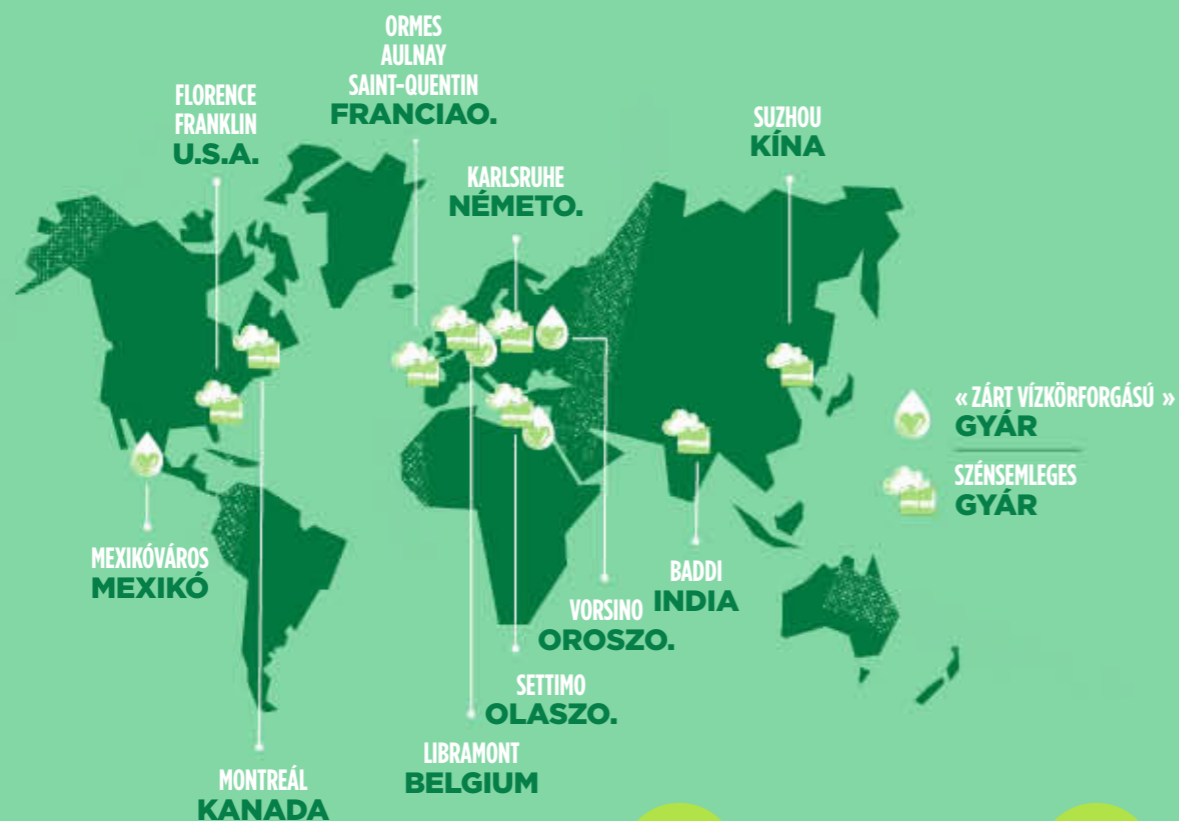 ORMES
AULNAY
SAINT-QUENTIN
FRANCIAO.
FLORENCE
FRANKLIN
U.S.A.
SUZHOU
KÍNA
KARLSRUHE
NÉMETO.
« ZÁRT VÍZKÖRFORGÁSÚ »
GYÁR
SZÉNSEMLEGES
GYÁR
MEXIKÓVÁROS
MEXIKÓ
BADDI
INDIA
VORSINO
OROSZO.
SETTIMO
OLASZO.
LIBRAMONT
BELGIUM
MONTREÁL
KANADA